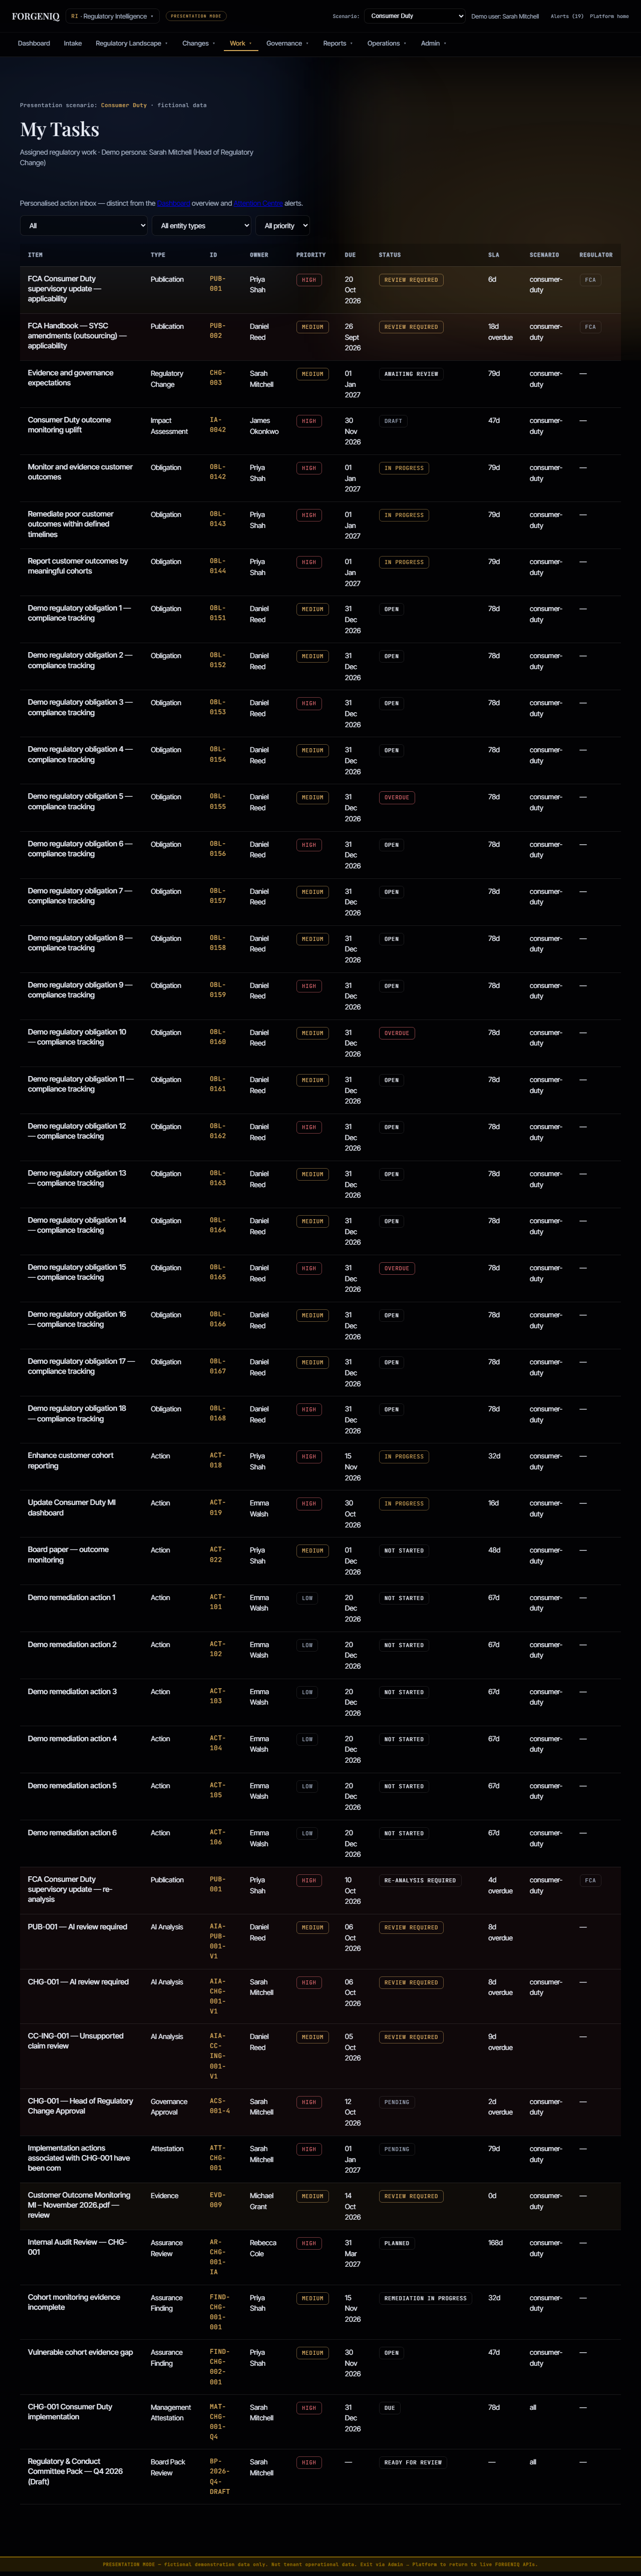 FORGENIQ RI · Regulatory Intelligence PRESENTATION MODE Scenario: Consumer Duty Demo user: Sarah Mitchell Alerts (19) Platform home
Dashboard Intake Regulatory Landscape Changes Work Governance Reports Operations Admin
Presentation scenario: Consumer Duty · fictional data
My Tasks
Assigned regulatory work · Demo persona: Sarah Mitchell (Head of Regulatory
Change)
Personalised action inbox — distinct from the overview and alerts.
All All entity types All priority
ITEM TYPE ID OWNER PRIORITY DUE STATUS SLA SCENARIO REGULATOR
FCA Consumer Duty supervisory update — applicability Publication PUB-001 Priya Shah HIGH 20 Oct 2026 REVIEW REQUIRED 6d consumer-duty FCA
FCA Handbook — SYSC amendments (outsourcing) — applicability Publication PUB-002 Daniel Reed MEDIUM 26 Sept 2026 REVIEW REQUIRED 18d overdue consumer-duty FCA
Evidence and governance expectations Regulatory Change CHG-003 Sarah Mitchell MEDIUM 01 Jan 2027 AWAITING REVIEW 79d consumer-duty —
Consumer Duty outcome monitoring uplift Impact Assessment IA-0042 James Okonkwo HIGH 30 Nov 2026 DRAFT 47d consumer-duty —
Monitor and evidence customer outcomes Obligation OBL-0142 Priya Shah HIGH 01 Jan 2027 IN PROGRESS 79d consumer-duty —
Remediate poor customer outcomes within defined timelines Obligation OBL-0143 Priya Shah HIGH 01 Jan 2027 IN PROGRESS 79d consumer-duty —
Report customer outcomes by meaningful cohorts Obligation OBL-0144 Priya Shah HIGH 01 Jan 2027 IN PROGRESS 79d consumer-duty —
Demo regulatory obligation 1 — compliance tracking Obligation OBL-0151 Daniel Reed MEDIUM 31 Dec 2026 OPEN 78d consumer-duty —
Demo regulatory obligation 2 — compliance tracking Obligation OBL-0152 Daniel Reed MEDIUM 31 Dec 2026 OPEN 78d consumer-duty —
Demo regulatory obligation 3 — compliance tracking Obligation OBL-0153 Daniel Reed HIGH 31 Dec 2026 OPEN 78d consumer-duty —
Demo regulatory obligation 4 — compliance tracking Obligation OBL-0154 Daniel Reed MEDIUM 31 Dec 2026 OPEN 78d consumer-duty —
Demo regulatory obligation 5 — compliance tracking Obligation OBL-0155 Daniel Reed MEDIUM 31 Dec 2026 OVERDUE 78d consumer-duty —
Demo regulatory obligation 6 — compliance tracking Obligation OBL-0156 Daniel Reed HIGH 31 Dec 2026 OPEN 78d consumer-duty —
Demo regulatory obligation 7 — compliance tracking Obligation OBL-0157 Daniel Reed MEDIUM 31 Dec 2026 OPEN 78d consumer-duty —
Demo regulatory obligation 8 — compliance tracking Obligation OBL-0158 Daniel Reed MEDIUM 31 Dec 2026 OPEN 78d consumer-duty —
Demo regulatory obligation 9 — compliance tracking Obligation OBL-0159 Daniel Reed HIGH 31 Dec 2026 OPEN 78d consumer-duty —
Demo regulatory obligation 10 — compliance tracking Obligation OBL-0160 Daniel Reed MEDIUM 31 Dec 2026 OVERDUE 78d consumer-duty —
Demo regulatory obligation 11 — compliance tracking Obligation OBL-0161 Daniel Reed MEDIUM 31 Dec 2026 OPEN 78d consumer-duty —
Demo regulatory obligation 12 — compliance tracking Obligation OBL-0162 Daniel Reed HIGH 31 Dec 2026 OPEN 78d consumer-duty —
Demo regulatory obligation 13 — compliance tracking Obligation OBL-0163 Daniel Reed MEDIUM 31 Dec 2026 OPEN 78d consumer-duty —
Demo regulatory obligation 14 — compliance tracking Obligation OBL-0164 Daniel Reed MEDIUM 31 Dec 2026 OPEN 78d consumer-duty —
Demo regulatory obligation 15 — compliance tracking Obligation OBL-0165 Daniel Reed HIGH 31 Dec 2026 OVERDUE 78d consumer-duty —
Demo regulatory obligation 16 — compliance tracking Obligation OBL-0166 Daniel Reed MEDIUM 31 Dec 2026 OPEN 78d consumer-duty —
Demo regulatory obligation 17 — compliance tracking Obligation OBL-0167 Daniel Reed MEDIUM 31 Dec 2026 OPEN 78d consumer-duty —
Demo regulatory obligation 18 — compliance tracking Obligation OBL-0168 Daniel Reed HIGH 31 Dec 2026 OPEN 78d consumer-duty —
Enhance customer cohort reporting Action ACT-018 Priya Shah HIGH 15 Nov 2026 IN PROGRESS 32d consumer-duty —
Update Consumer Duty MI dashboard Action ACT-019 Emma Walsh HIGH 30 Oct 2026 IN PROGRESS 16d consumer-duty —
Board paper — outcome monitoring Action ACT-022 Priya Shah MEDIUM 01 Dec 2026 NOT STARTED 48d consumer-duty —
Demo remediation action 1 Action ACT-101 Emma Walsh LOW 20 Dec 2026 NOT STARTED 67d consumer-duty —
Demo remediation action 2 Action ACT-102 Emma Walsh LOW 20 Dec 2026 NOT STARTED 67d consumer-duty —
Demo remediation action 3 Action ACT-103 Emma Walsh LOW 20 Dec 2026 NOT STARTED 67d consumer-duty —
Demo remediation action 4 Action ACT-104 Emma Walsh LOW 20 Dec 2026 NOT STARTED 67d consumer-duty —
Demo remediation action 5 Action ACT-105 Emma Walsh LOW 20 Dec 2026 NOT STARTED 67d consumer-duty —
Demo remediation action 6 Action ACT-106 Emma Walsh LOW 20 Dec 2026 NOT STARTED 67d consumer-duty —
FCA Consumer Duty supervisory update — re-analysis Publication PUB-001 Priya Shah HIGH 10 Oct 2026 RE-ANALYSIS REQUIRED 4d overdue consumer-duty FCA
PUB-001 — AI review required AI Analysis AIA-PUB-001-V1 Daniel Reed MEDIUM 06 Oct 2026 REVIEW REQUIRED 8d overdue —
CHG-001 — AI review required AI Analysis AIA-CHG-001-V1 Sarah Mitchell HIGH 06 Oct 2026 REVIEW REQUIRED 8d overdue consumer-duty —
CC-ING-001 — Unsupported claim review AI Analysis AIA-CC-ING-001-V1 Daniel Reed MEDIUM 05 Oct 2026 REVIEW REQUIRED 9d overdue —
CHG-001 — Head of Regulatory Change Approval Governance Approval ACS-001-4 Sarah Mitchell HIGH 12 Oct 2026 PENDING 2d overdue consumer-duty —
Implementation actions associated with CHG-001 have been com Attestation ATT-CHG-001 Sarah Mitchell HIGH 01 Jan 2027 PENDING 79d consumer-duty —
Customer Outcome Monitoring MI – November 2026.pdf — review Evidence EVD-009 Michael Grant MEDIUM 14 Oct 2026 REVIEW REQUIRED 0d consumer-duty —
Internal Audit Review — CHG-001 Assurance Review AR-CHG-001-IA Rebecca Cole HIGH 31 Mar 2027 PLANNED 168d consumer-duty —
Cohort monitoring evidence incomplete Assurance Finding FIND-CHG-001-001 Priya Shah MEDIUM 15 Nov 2026 REMEDIATION IN PROGRESS 32d consumer-duty —
Vulnerable cohort evidence gap Assurance Finding FIND-CHG-002-001 Priya Shah MEDIUM 30 Nov 2026 OPEN 47d consumer-duty —
CHG-001 Consumer Duty implementation Management Attestation MAT-CHG-001-Q4 Sarah Mitchell HIGH 31 Dec 2026 DUE 78d all —
Regulatory & Conduct Committee Pack — Q4 2026 (Draft) Board Pack Review BP-2026-Q4-DRAFT Sarah Mitchell HIGH — READY FOR REVIEW — all —
PRESENTATION MODE — Fictional demonstration data only. Not tenant operational data. Exit via Admin → Platform to return to live FORGENIQ APIs.